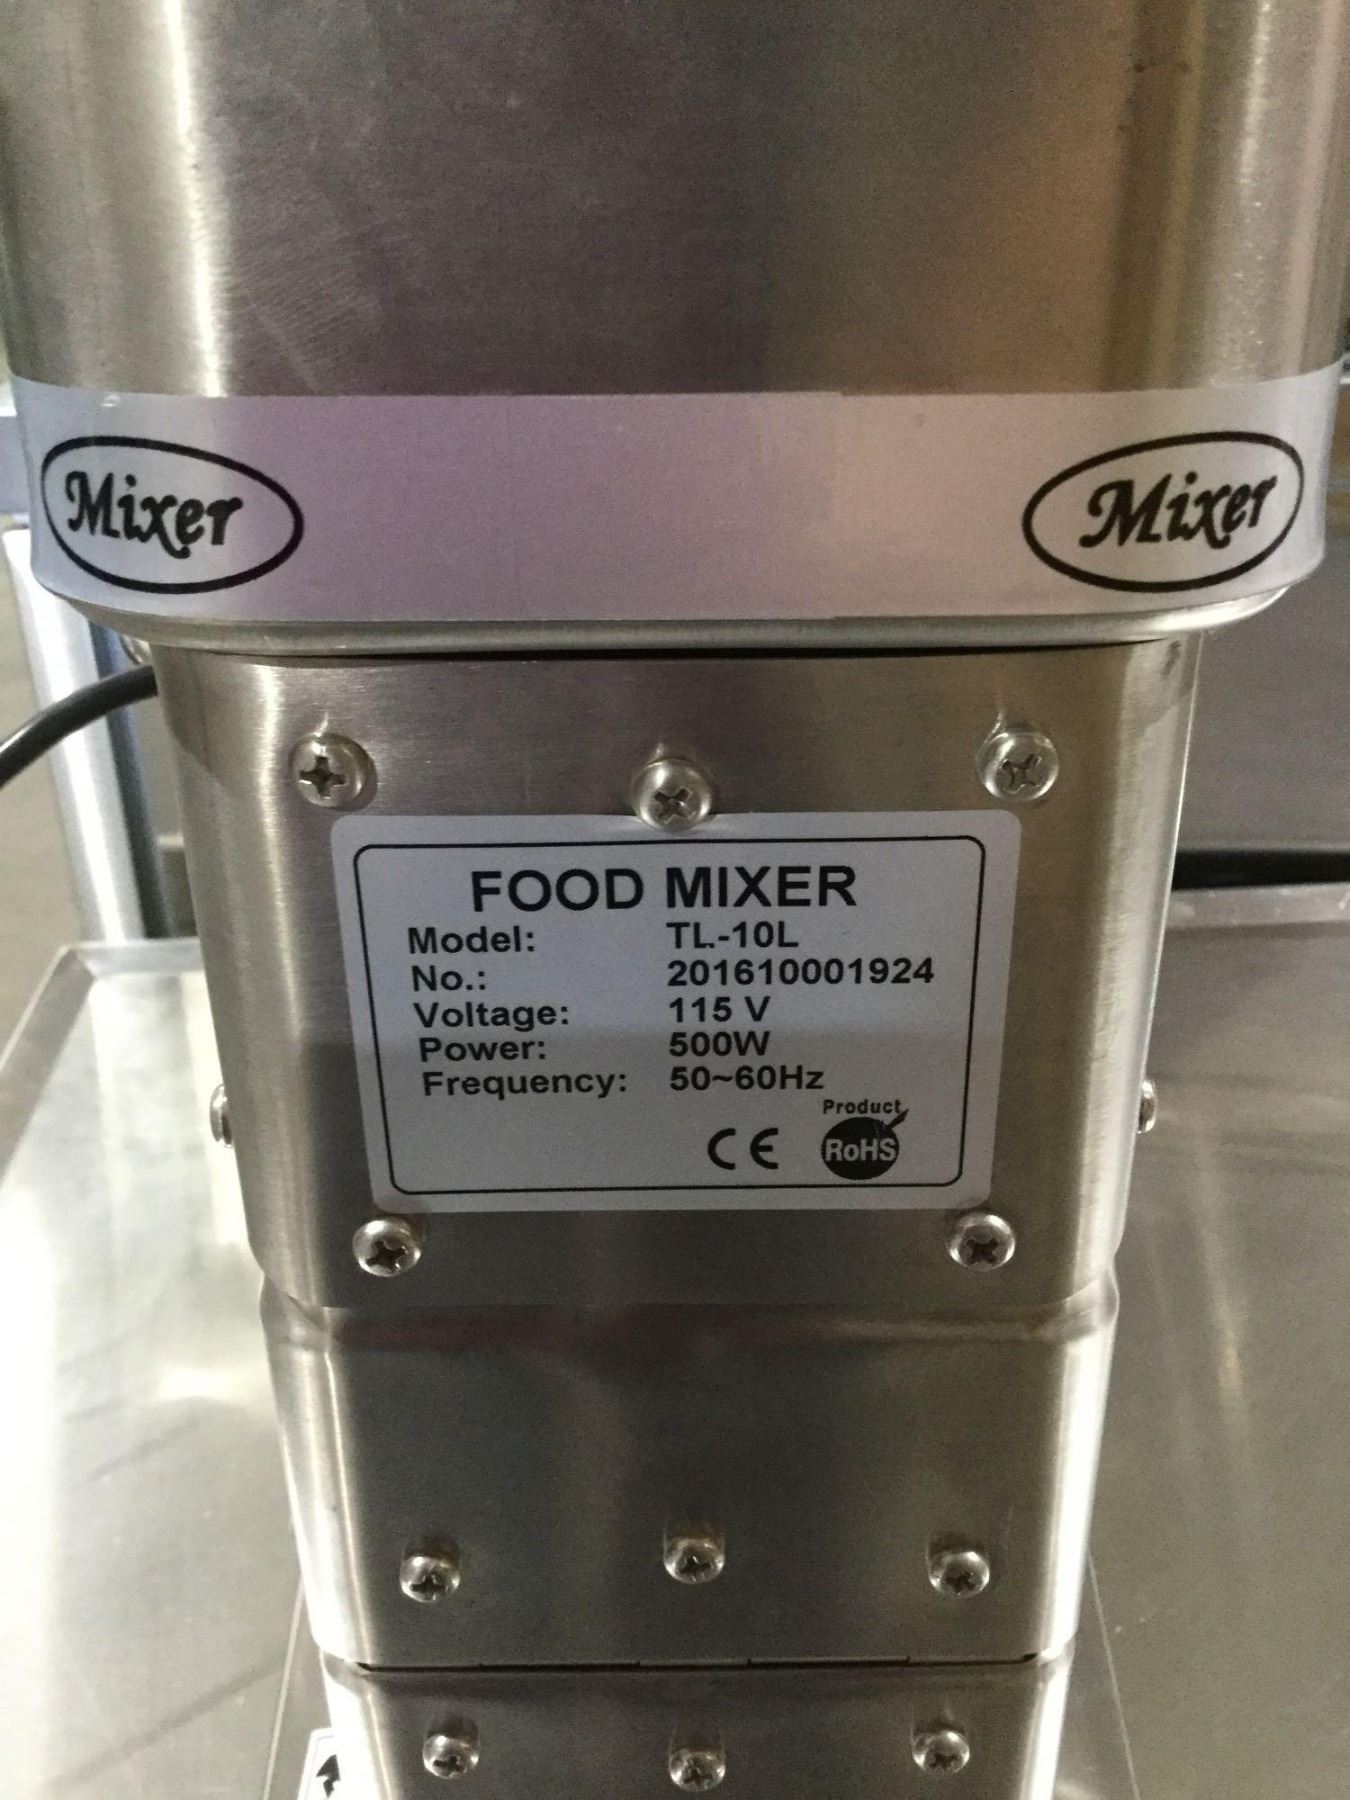 Mixer
Mixer
FOOD MIXER
Model: TL-10L
No.: 201610001924
Voltage: 115 V
Power: 500W
Frequency: 50~60Hz
Product
CE RoHS